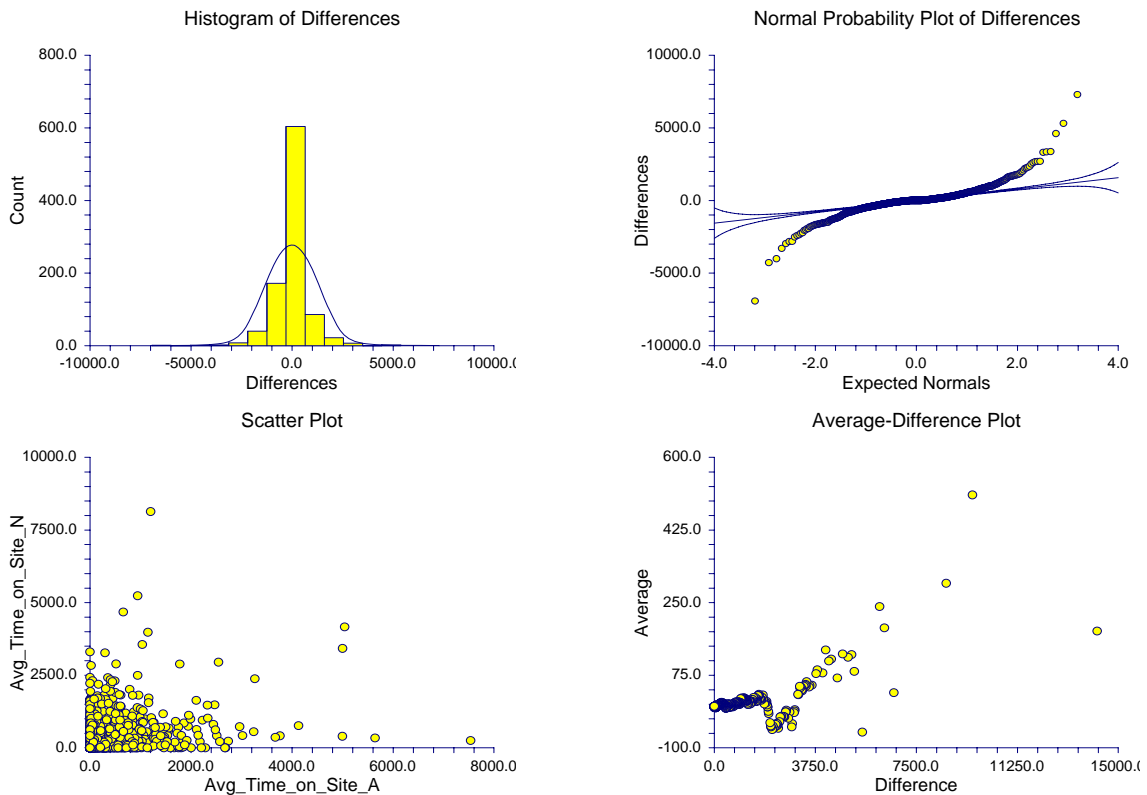 Histogram of Differences
800.0
600.0
400.0
200.0
0.0
Count
-10000.0 -5000.0 0.0 5000.0 10000.0
Differences
Normal Probability Plot of Differences
10000.0
5000.0
0.0
-5000.0
-10000.0
Differences
-4.0 -2.0 0.0 2.0 4.0
Expected Normals
Scatter Plot
10000.0
7500.0
5000.0
2500.0
0.0
Avg_Time_on_Site_N
0.0 2000.0 4000.0 6000.0 8000.0
Avg_Time_on_Site_A
Average-Difference Plot
600.0
425.0
250.0
75.0
-100.0
Average
0.0 3750.0 7500.0 11250.0 15000.0
Difference